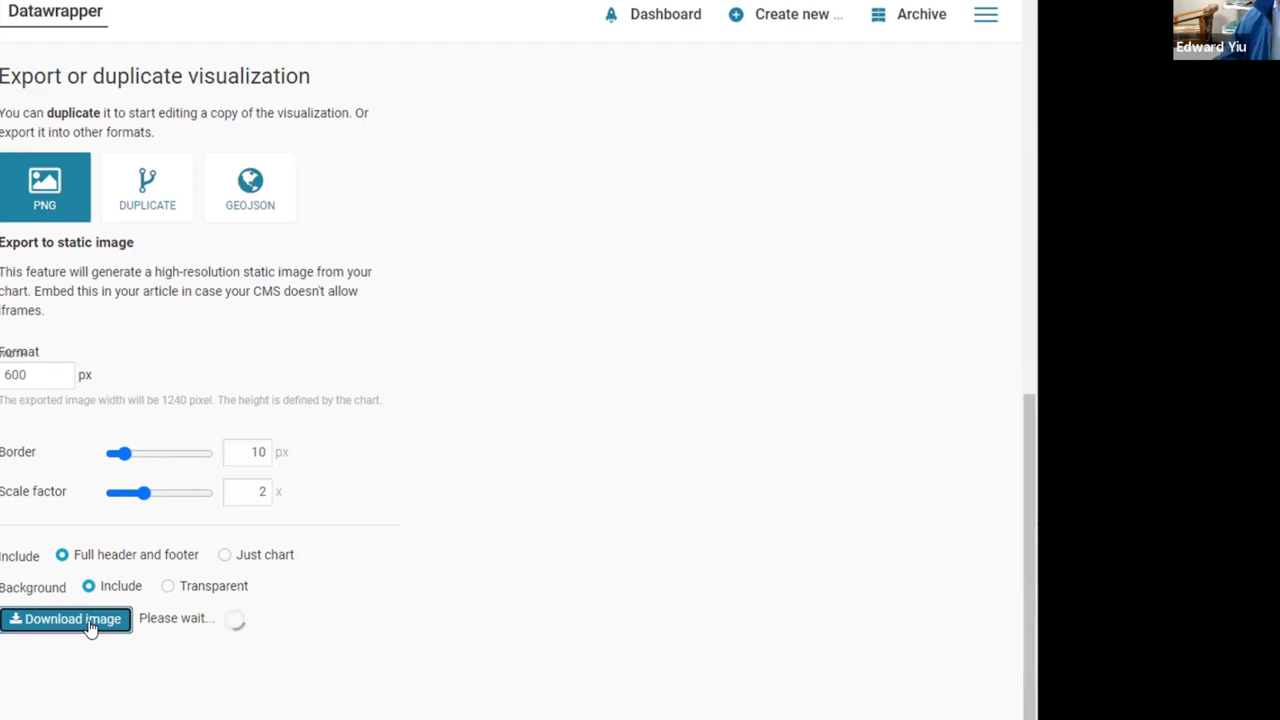 Datawrapper
Dashboard
Create new ...
Archive
Edward Yiu
Export or duplicate visualization
You can duplicate it to start editing a copy of the visualization. Or
export it into other formats.
PNG
DUPLICATE
GEOJSON
Export to static image
This feature will generate a high-resolution static image from your
chart. Embed this in your article in case your CMS doesn't allow
iframes.
Format
600 px
The exported image width will be 1240 pixel. The height is defined by the chart.
Border 10 px
Scale factor 2 x
Include Full header and footer Just chart
Background Include Transparent
Download image Please wait...